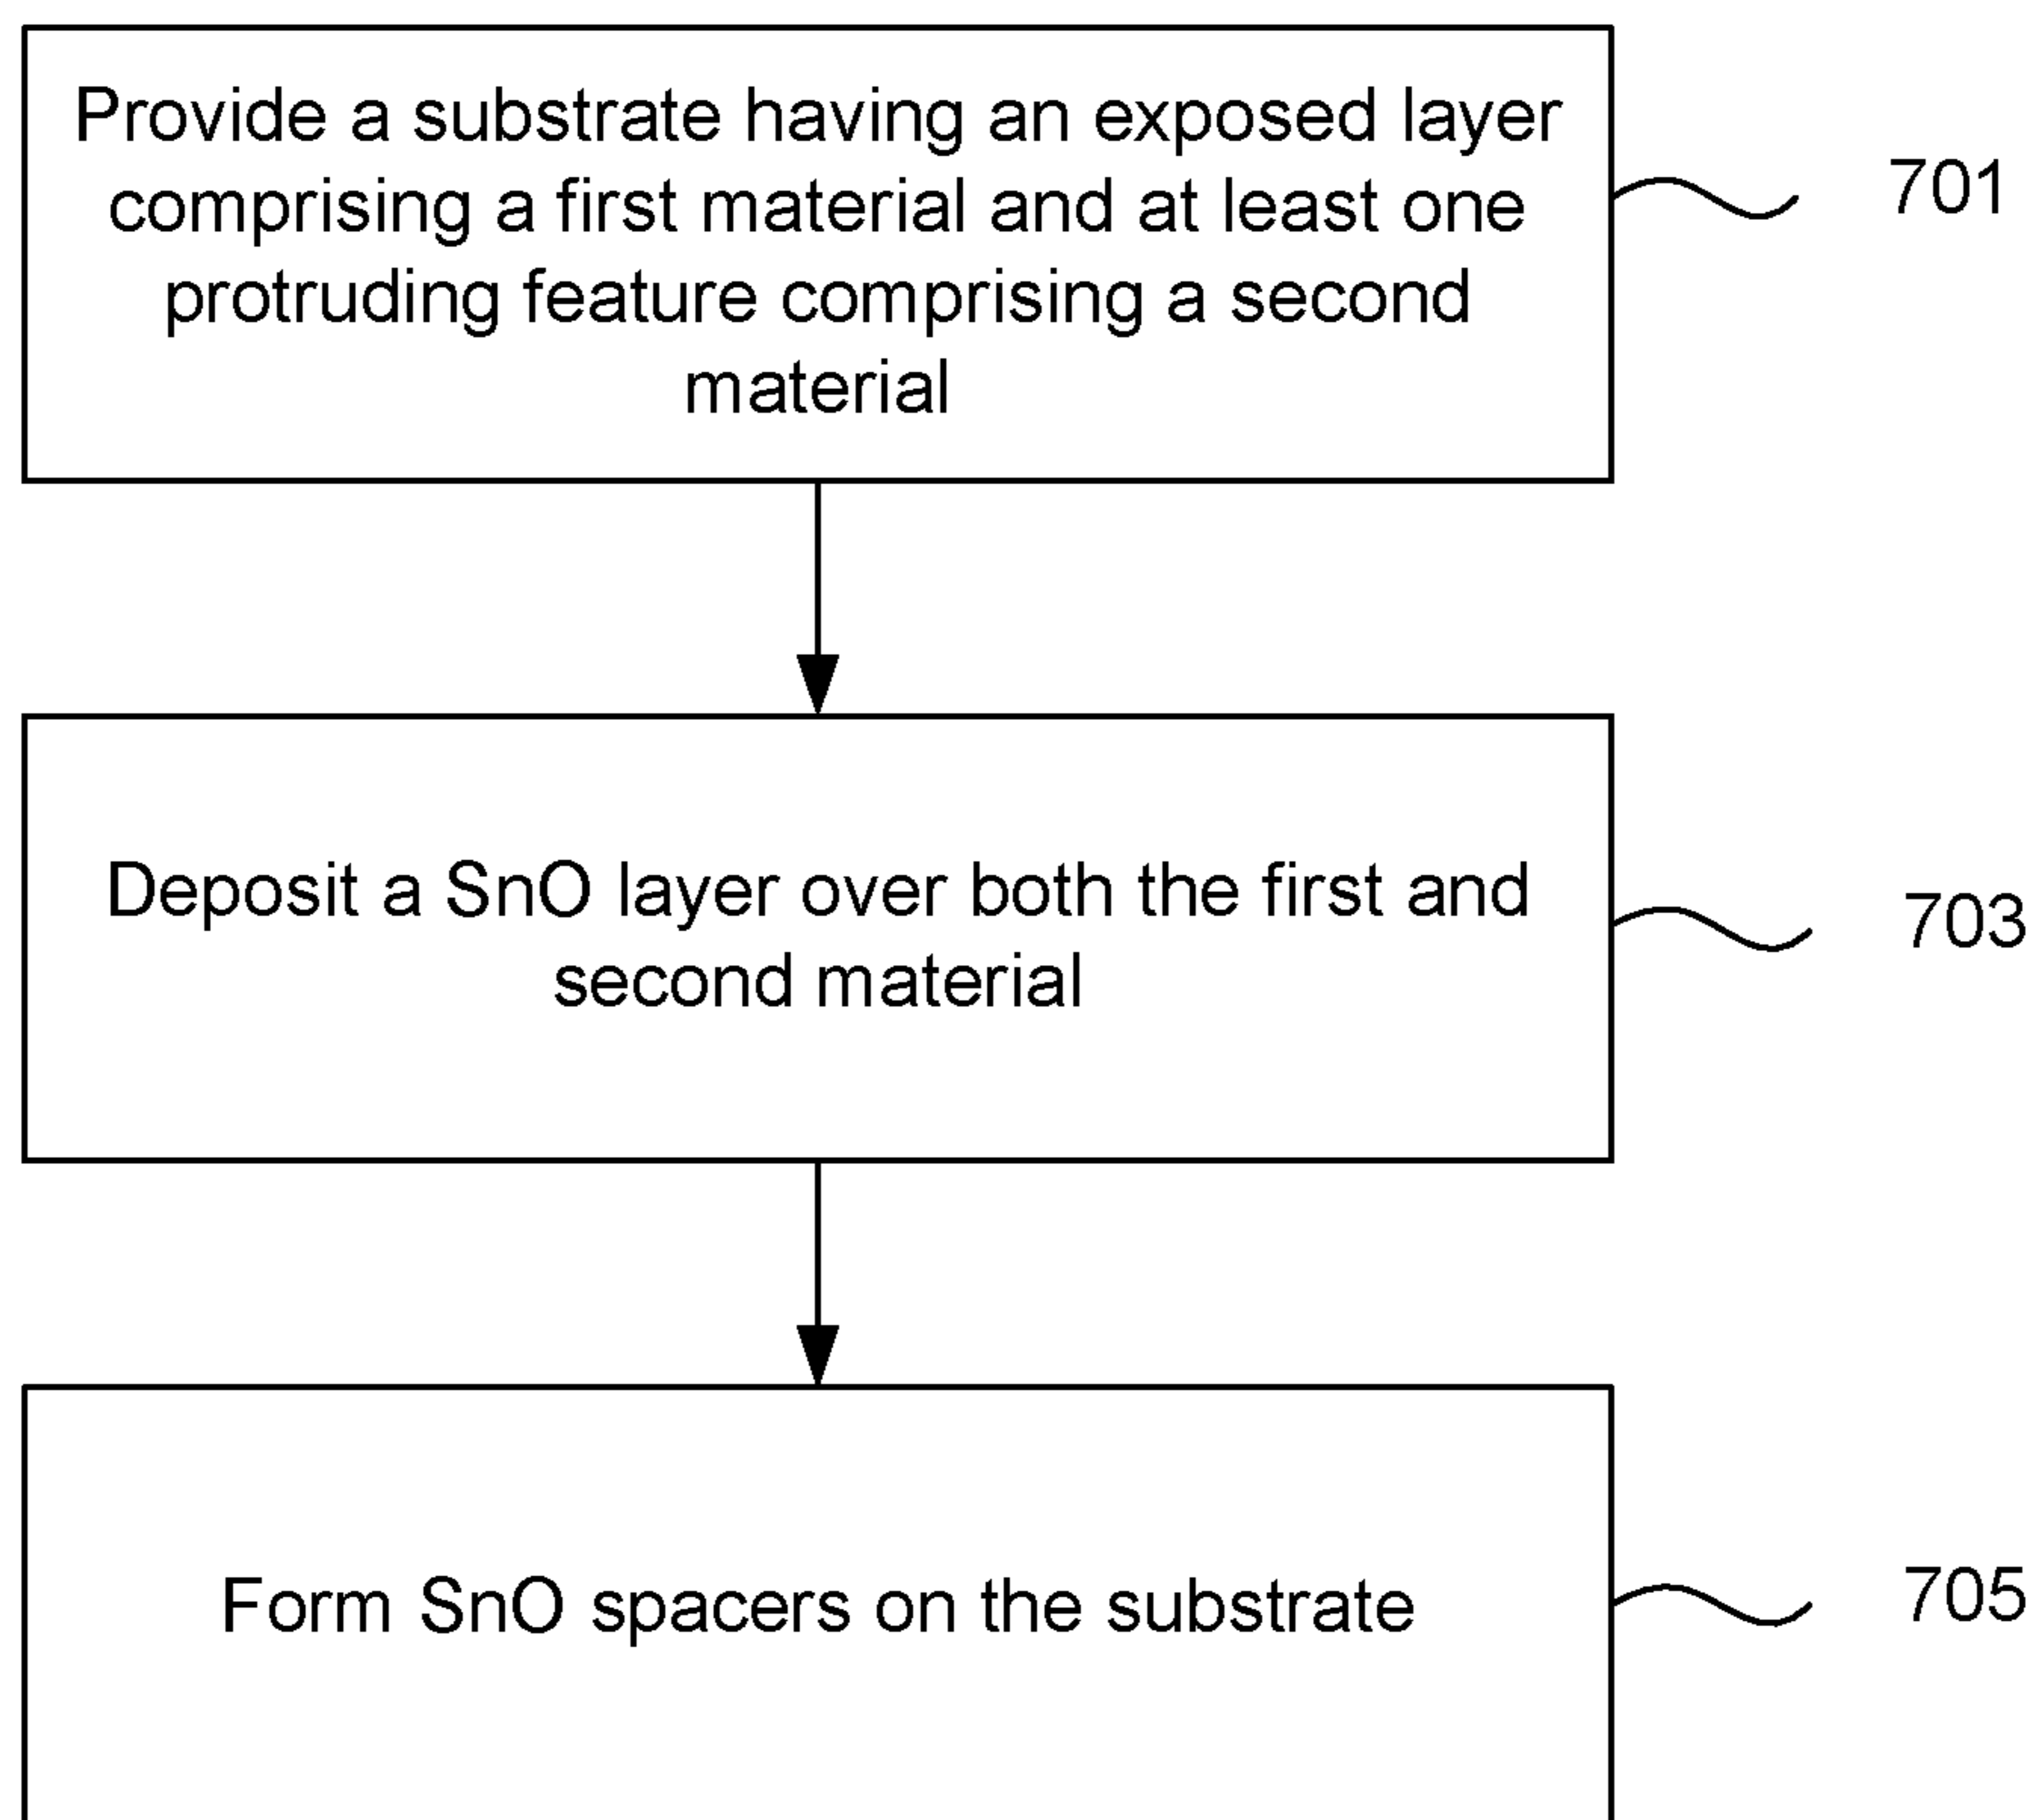 Provide a substrate having an exposed layer
comprising a first material and at least one
protruding feature comprising a second
material
701
Deposit a SnO layer over both the first and
second material
703
Form SnO spacers on the substrate
705